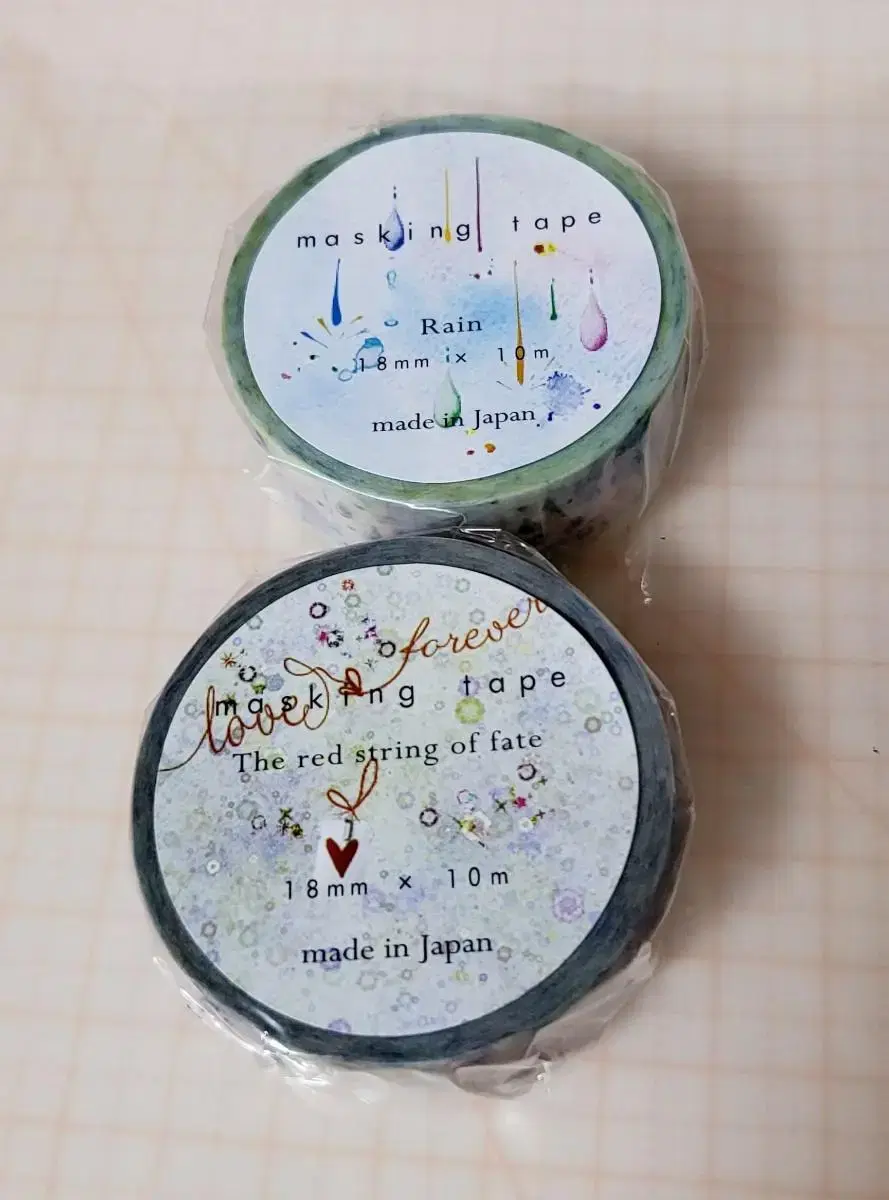 masking tape
Rain
18mm x 10m
made in Japan
love forever
masking tape
The red string of fate
18mm x 10m
made in Japan